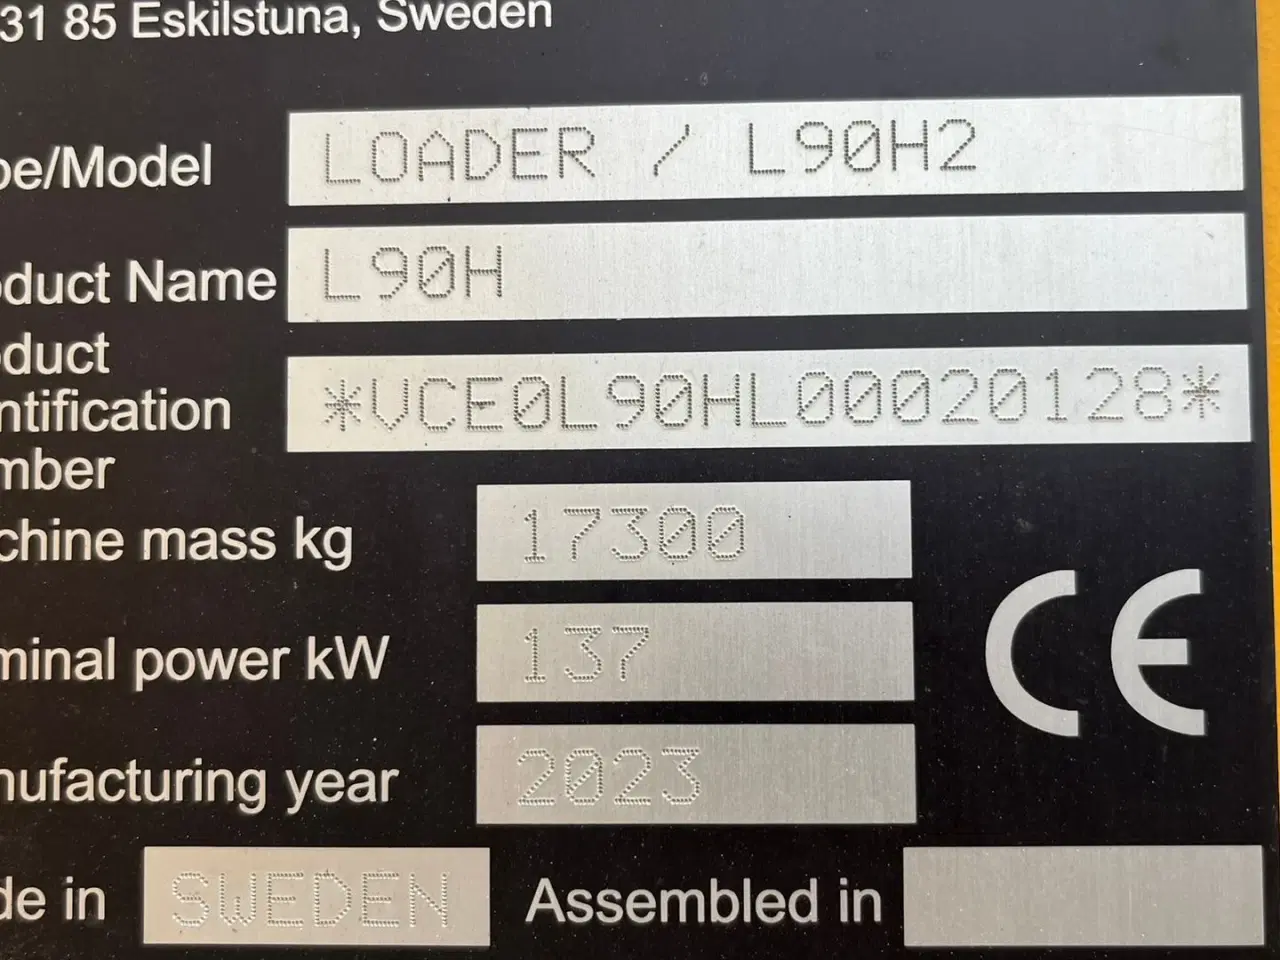 31 85 Eskilstuna, Sweden
pe/Model LOADER / L90H2
oduct Name L90H
oduct
ntification *VCE0L90HL00020128*
mber
chine mass kg 17300
minal power kW 137
CE
nufacturing year 2023
de in SWEDEN Assembled in